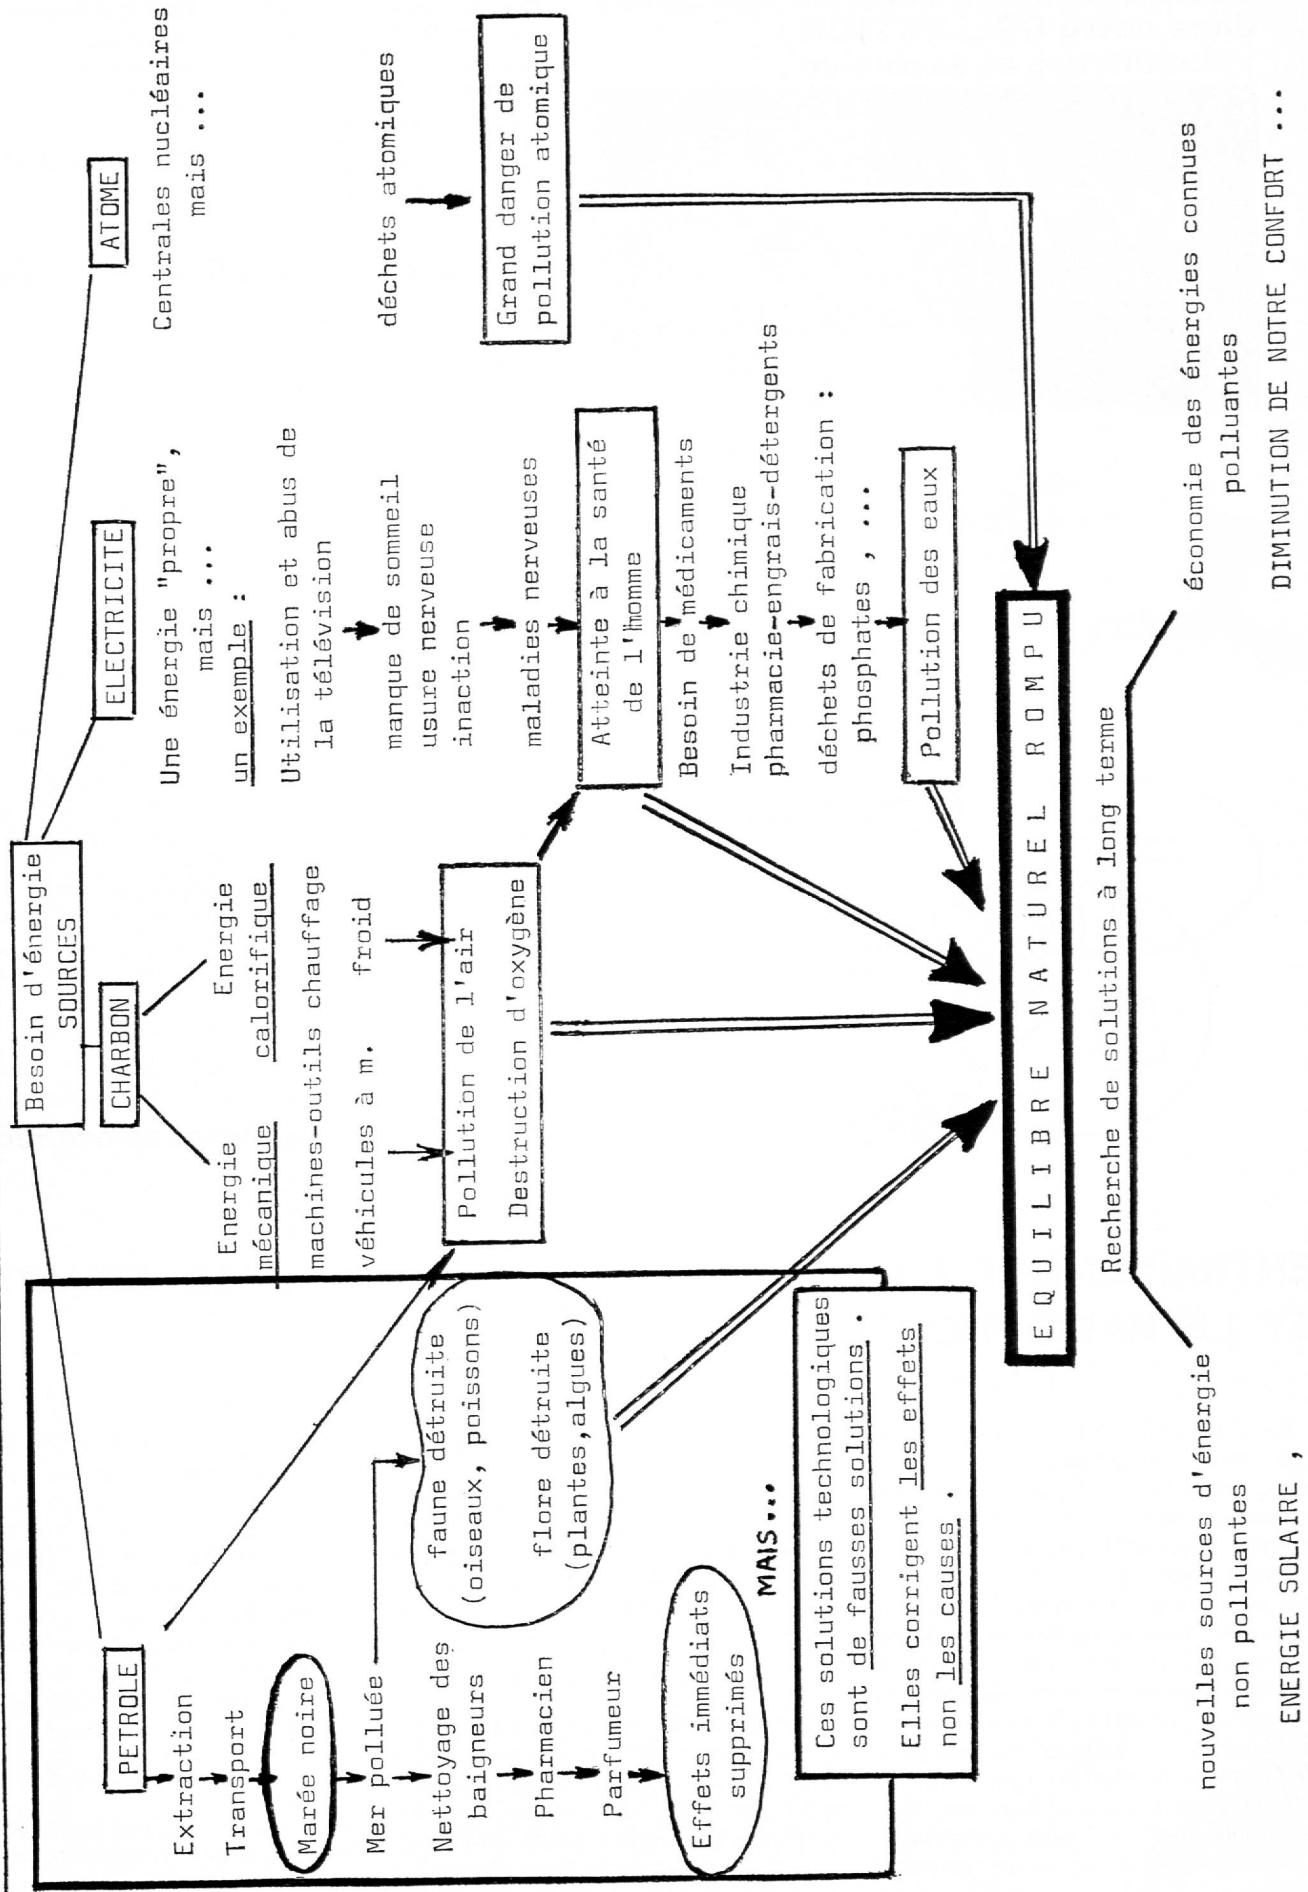 Besoin d'énergie
SOURCES
PETROLE
Extraction
Transport
Marée noire
Mer polluée
Nettoyage des
baigneurs
Pharmacien
Parfumeur
Effets immédiats
supprimés
faune détruite
(oiseaux, poissons)
flore détruite
(plantes,algues)
MAIS...
Ces solutions technologiques
sont de fausses solutions .
Elles corrigent les effets
non les causes .
CHARBON
Energie
mécanique
Energie
calorifique
machines-outils chauffage
véhicules à m. froid
Pollution de l'air
Destruction d'oxygène
ELECTRICITE
Une énergie "propre",
mais ...
un exemple :
Utilisation et abus de
la télévision
manque de sommeil
usure nerveuse
inaction
maladies nerveuses
Atteinte à la santé
de l'homme
Besoin de médicaments
Industrie chimique
pharmacie-engrais-détergents
déchets de fabrication :
phosphates , ...
Pollution des eaux
ATOME
Centrales nucléaires
mais ...
déchets atomiques
Grand danger de
pollution atomique
EQUILIBRE NATUREL ROMPU
Recherche de solutions à long terme
nouvelles sources d'énergie
non polluantes
ENERGIE SOLAIRE ,
économie des énergies connues
polluantes
DIMINUTION DE NOTRE CONFORT ...